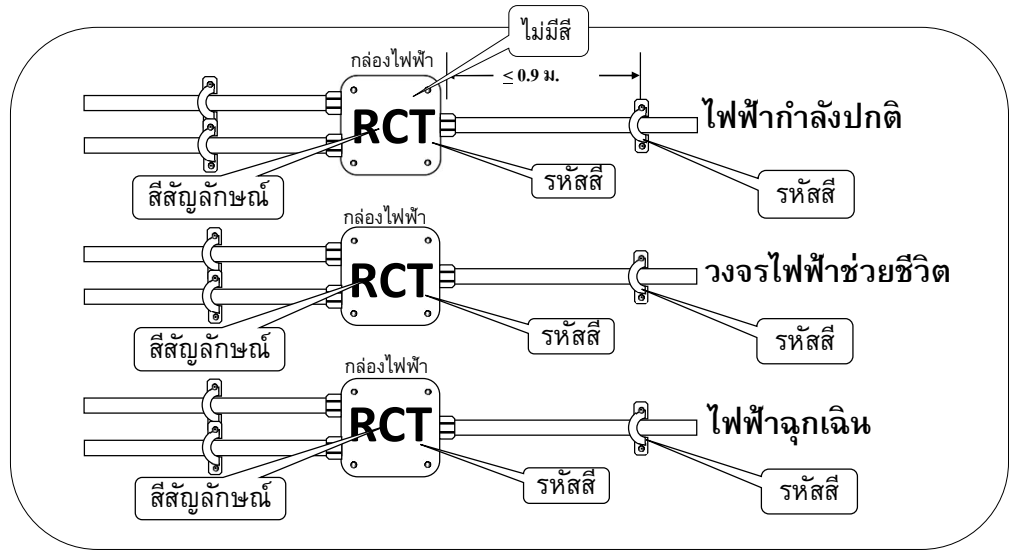 ไม่มีสี
กล่องไฟฟ้า
≤ 0.9 ม.
RCT
ไฟฟ้ากำลังปกติ
สีสัญลักษณ์
รหัสสี
รหัสสี
กล่องไฟฟ้า
RCT
วงจรไฟฟ้าช่วยชีวิต
สีสัญลักษณ์
รหัสสี
รหัสสี
กล่องไฟฟ้า
RCT
ไฟฟ้าฉุกเฉิน
สีสัญลักษณ์
รหัสสี
รหัสสี